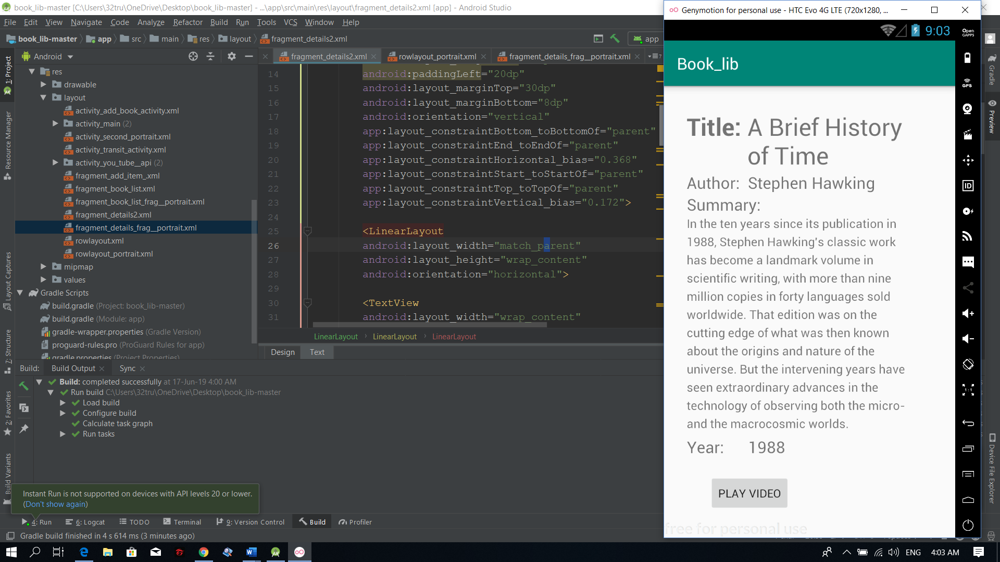 book_lib-master [C:\Users\32tru\OneDrive\Desktop\book_lib-master] - ...\app\src\main\res\layout\fragment_details2.xml [app] - Android Studio
File Edit View Navigate Code Analyze Refactor Build Run Tools VCS Window Help
book_lib-master app src main res layout fragment_details2.xml app
Android
fragment_details2.xml rowlayout_portrait.xml fragment_details_frag__portrait.xml 7
1: Project
Resource Manager
Layout Captures
7: Structure
2: Favorites
Build Variants
res
drawable
layout
activity_add_book_activity.xml
activity_main (2)
activity_second_portrait.xml
activity_transit_activity.xml
activity_you_tube__api (2)
fragment_add_item_.xml
fragment_book_list.xml
fragment_book_list_frag__portrait.xml
fragment_details2.xml
fragment_details_frag__portrait.xml
rowlayout.xml
rowlayout_portrait.xml
mipmap
values
Gradle Scripts
build.gradle (Project: book_lib-master)
build.gradle (Module: app)
gradle-wrapper.properties (Gradle Version)
proguard-rules.pro (ProGuard Rules for app)
gradle.properties (Project Properties)
14 android:paddingLeft="20dp"
15 android:layout_marginTop="30dp"
16 android:layout_marginBottom="8dp"
17 android:orientation="vertical"
18 app:layout_constraintBottom_toBottomOf="parent"
19 app:layout_constraintEnd_toEndOf="parent"
20 app:layout_constraintHorizontal_bias="0.368"
21 app:layout_constraintStart_toStartOf="parent"
22 app:layout_constraintTop_toTopOf="parent"
23 app:layout_constraintVertical_bias="0.172">
24
25 <LinearLayout
26 android:layout_width="match_parent"
27 android:layout_height="wrap_content"
28 android:orientation="horizontal">
29
30 <TextView
31 android:layout_width="wrap_content"
LinearLayout LinearLayout LinearLayout
Design Text
Build: Build Output Sync
Build: completed successfully at 17-Jun-19 4:00 AM
Run build C:\Users\32tru\OneDrive\Desktop\book_lib-master
Load build
Configure build
Calculate task graph
Run tasks
Instant Run is not supported on devices with API levels 20 or lower.
(Don't show again)
4: Run 6: Logcat TODO Terminal 9: Version Control Build Profiler
Gradle build finished in 4 s 614 ms (3 minutes ago)
Genymotion for personal use - HTC Evo 4G LTE (720x1280, ...
9:03
Open GAPPS
GPS
ID
1:1
Book_lib
Title: A Brief History
of Time
Author: Stephen Hawking
Summary:
In the ten years since its publication in
1988, Stephen Hawking's classic work
has become a landmark volume in
scientific writing, with more than nine
million copies in forty languages sold
worldwide. That edition was on the
cutting edge of what was then known
about the origins and nature of the
universe. But the intervening years have
seen extraordinary advances in the
technology of observing both the micro-
and the macrocosmic worlds.
Year: 1988
PLAY VIDEO
free for personal use
Gradle
Preview
Device File Explorer
ENG 4:03 AM